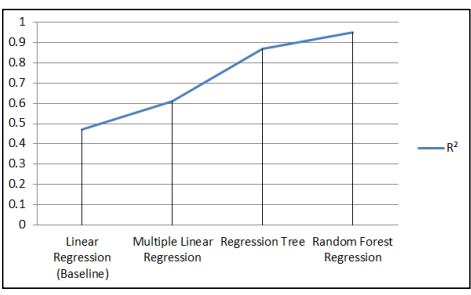 1
0.9
0.8
0.7
0.6
0.5
0.4
0.3
0.2
0.1
0
Linear
Regression
(Baseline)
Multiple Linear
Regression
Regression Tree
Random Forest
Regression
R²